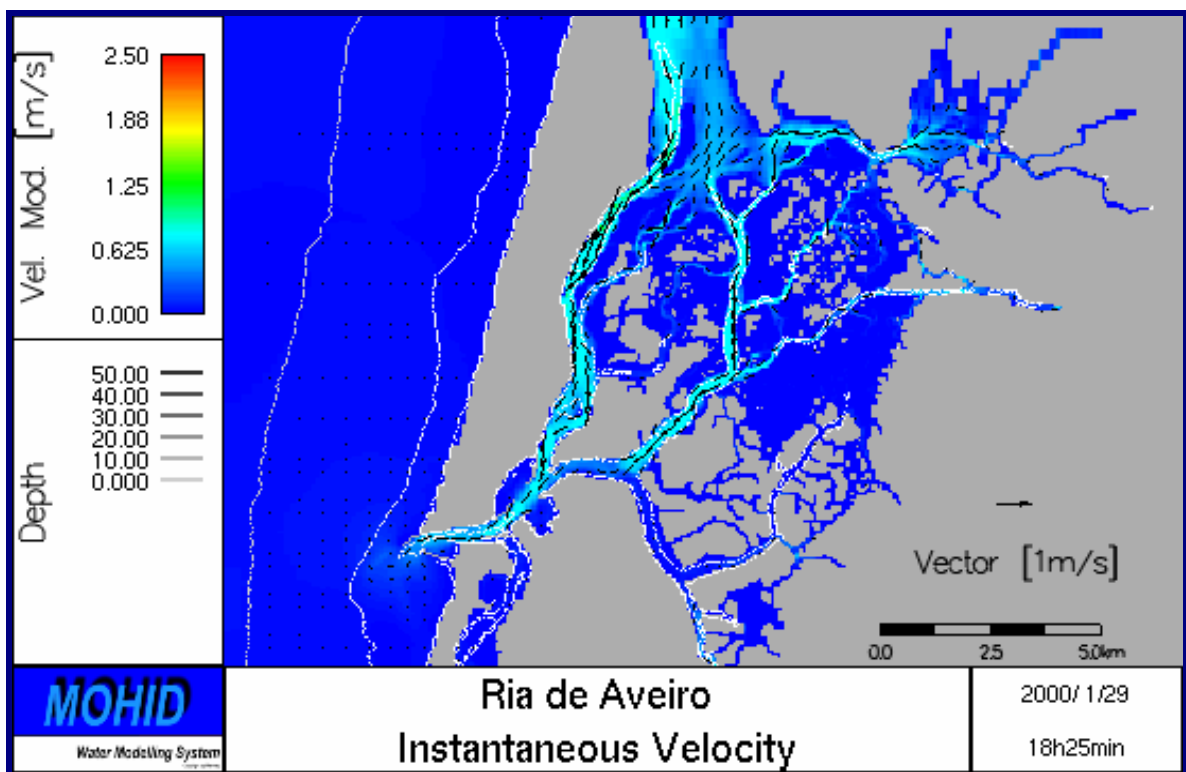 Vel. Mod. [m/s]
2.50
1.88
1.25
0.625
0.000
Depth
50.00
40.00
30.00
20.00
10.00
0.000
Vector [1m/s]
0.0 2.5 5.0km
MOHID
Water Modelling System
Ria de Aveiro
Instantaneous Velocity
2000/ 1/29
18h25min